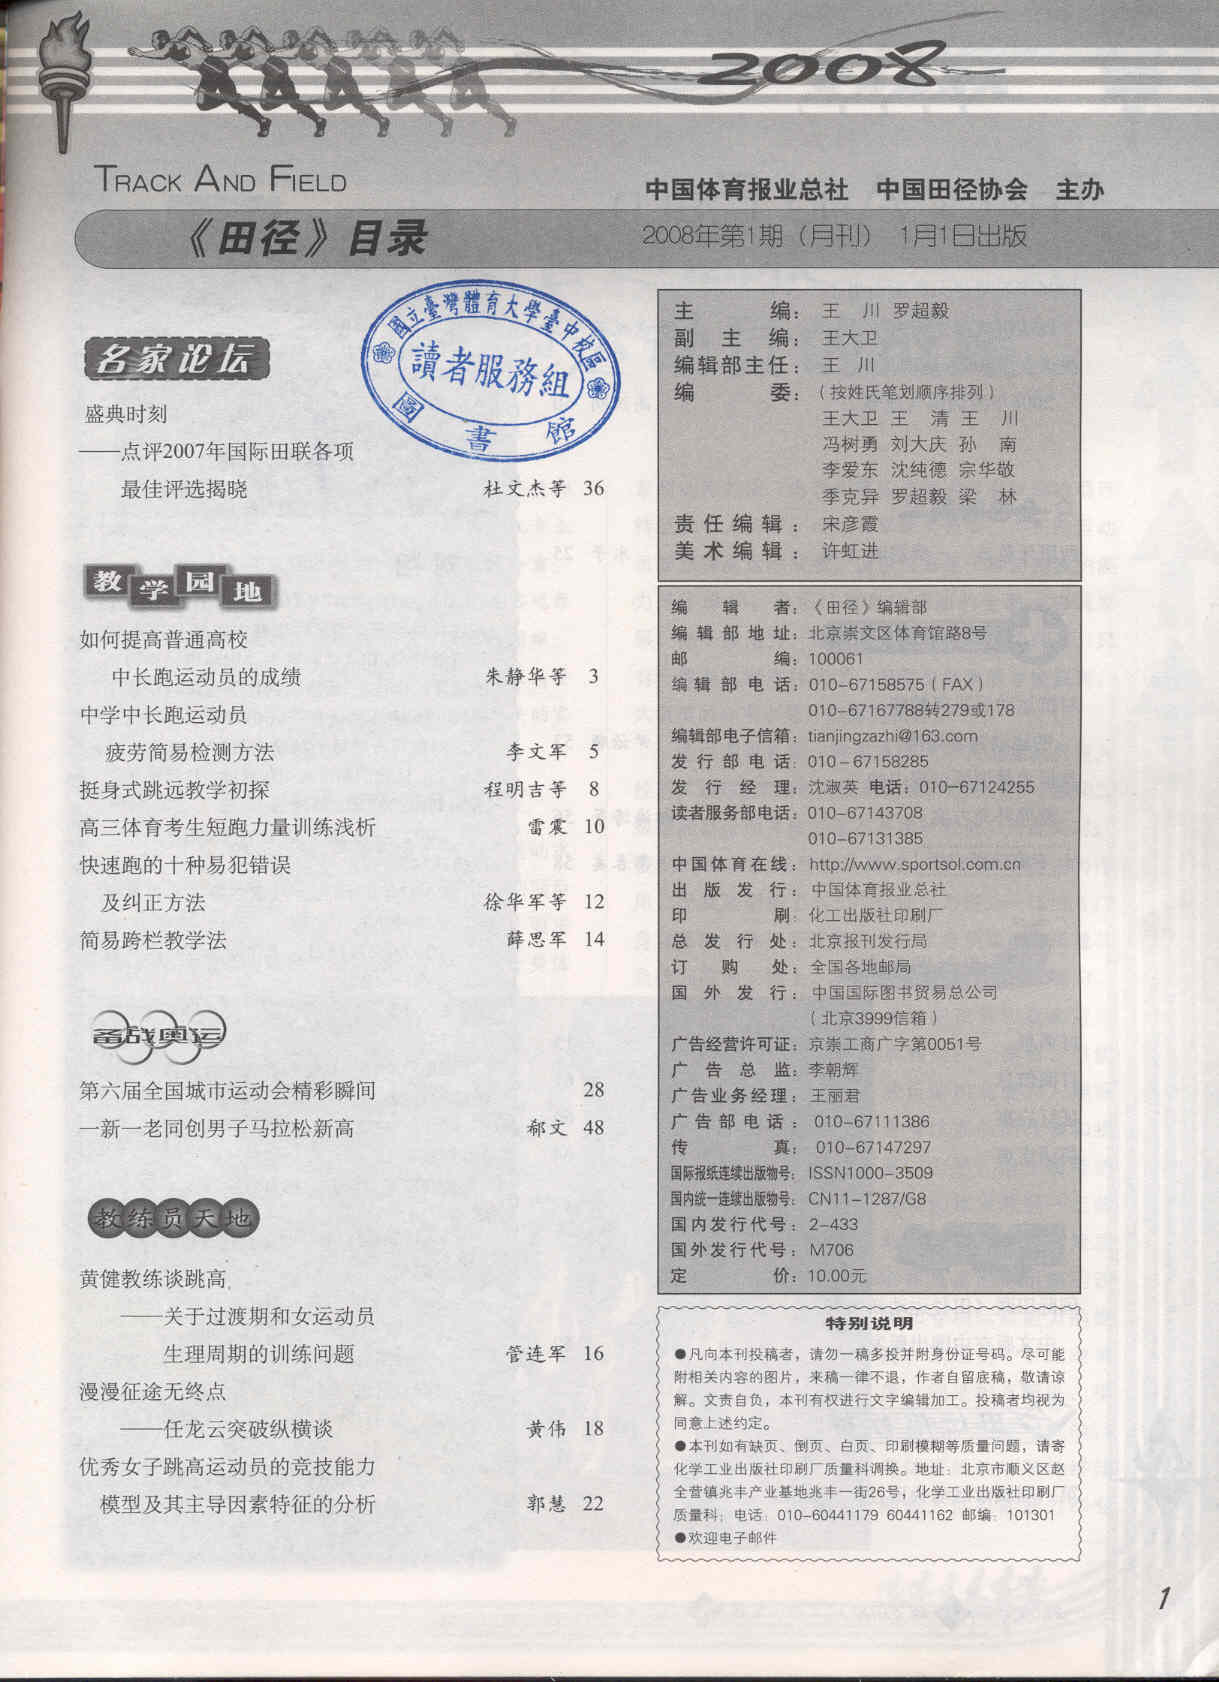 2008
TRACK AND FIELD
中国体育报业总社 中国田径协会 主办
《田径》目录
2008年第1期（月刊） 1月1日出版
國立臺灣體育大學臺中校區
讀者服務組
圖書館
名家论坛
盛典时刻
——点评2007年国际田联各项
最佳评选揭晓 杜文杰等 36
教学园地
如何提高普通高校
中长跑运动员的成绩 朱静华等 3
中学中长跑运动员
疲劳简易检测方法 李文军 5
挺身式跳远教学初探 程明吉等 8
高三体育考生短跑力量训练浅析 雷震 10
快速跑的十种易犯错误
及纠正方法 徐华军等 12
简易跨栏教学法 薛思军 14
备战奥运
第六届全国城市运动会精彩瞬间 28
一新一老同创男子马拉松新高 郗文 48
教练员天地
黄健教练谈跳高
——关于过渡期和女运动员
生理周期的训练问题 管连军 16
漫漫征途无终点
——任龙云突破纵横谈 黄伟 18
优秀女子跳高运动员的竞技能力
模型及其主导因素特征的分析 郭慧 22
主编：王川 罗超毅
副主编：王大卫
编辑部主任：王川
编委：（按姓氏笔划顺序排列）
王大卫 王清 王川
冯树勇 刘大庆 孙南
李爱东 沈纯德 宗华敬
季克异 罗超毅 梁林
责任编辑：宋彦霞
美术编辑：许虹进
编辑者：《田径》编辑部
编辑部地址：北京崇文区体育馆路8号
邮编：100061
编辑部电话：010-67158575（FAX）
010-67167788转279或178
编辑部电子信箱：tianjingzazhi@163.com
发行部电话：010-67158285
发行经理：沈淑英 电话：010-67124255
读者服务部电话：010-67143708
010-67131385
中国体育在线：http://www.sportsol.com.cn
出版发行：中国体育报业总社
印刷：化工出版社印刷厂
总发行处：北京报刊发行局
订购处：全国各地邮局
国外发行：中国国际图书贸易总公司
（北京3999信箱）
广告经营许可证：京崇工商广字第0051号
广告总监：李朝辉
广告业务经理：王丽君
广告部电话：010-67111386
传真：010-67147297
国际报纸连续出版物号：ISSN1000-3509
国内统一连续出版物号：CN11-1287/G8
国内发行代号：2-433
国外发行代号：M706
定价：10.00元
特别说明
●凡向本刊投稿者，请勿一稿多投并附身份证号码。尽可能
附相关内容的图片，来稿一律不退，作者自留底稿，敬请谅
解。文责自负，本刊有权进行文字编辑加工。投稿者均视为
同意上述约定。
●本刊如有缺页、倒页、白页、印刷模糊等质量问题，请寄
化学工业出版社印刷厂质量科调换。地址：北京市顺义区赵
全营镇兆丰产业基地兆丰一街26号，化学工业出版社印刷厂
质量科；电话：010-60441179 60441162 邮编：101301
●欢迎电子邮件
1